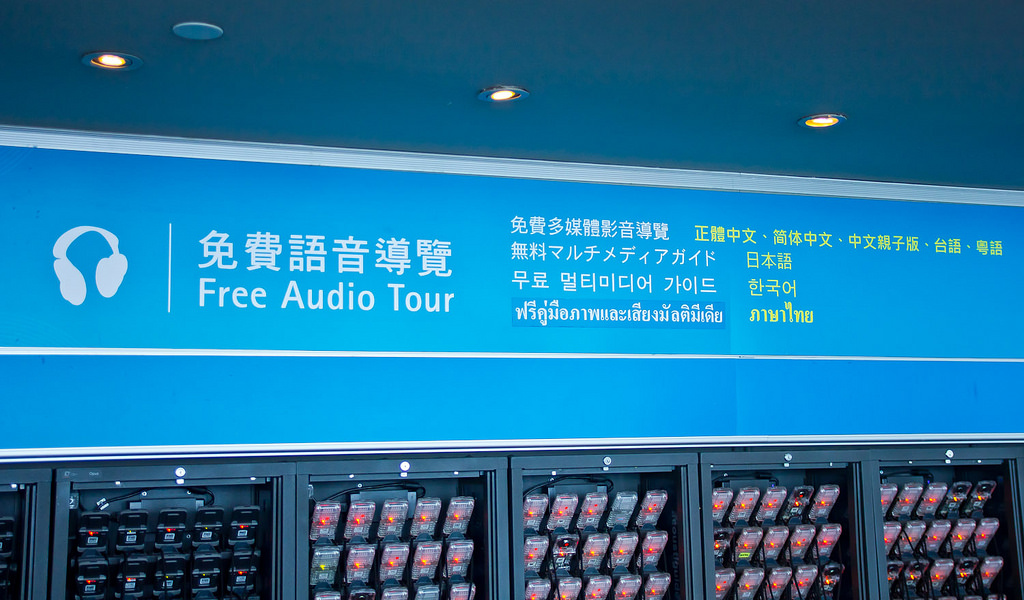 免費語音導覽
Free Audio Tour
免費多媒體影音導覽 正體中文、简体中文、中文親子版、台語、粵語
無料マルチメディアガイド 日本語
무료 멀티미디어 가이드 한국어
ฟรีคู่มือภาพและเสียงมัลติมีเดีย ภาษาไทย